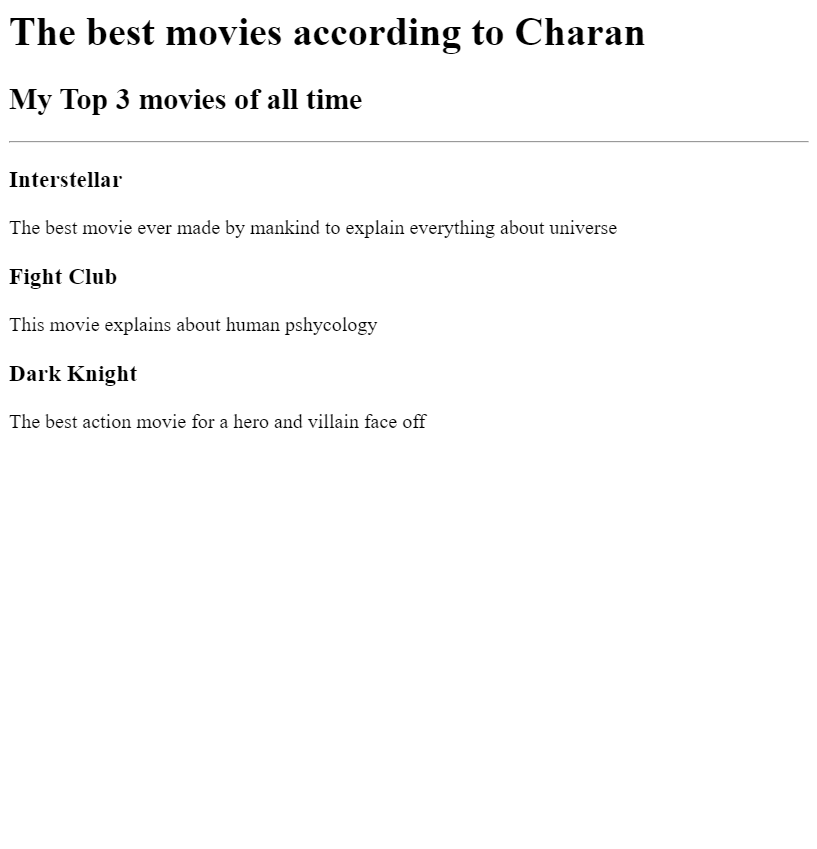 The best movies according to Charan
My Top 3 movies of all time
Interstellar
The best movie ever made by mankind to explain everything about universe
Fight Club
This movie explains about human pshycology
Dark Knight
The best action movie for a hero and villain face off